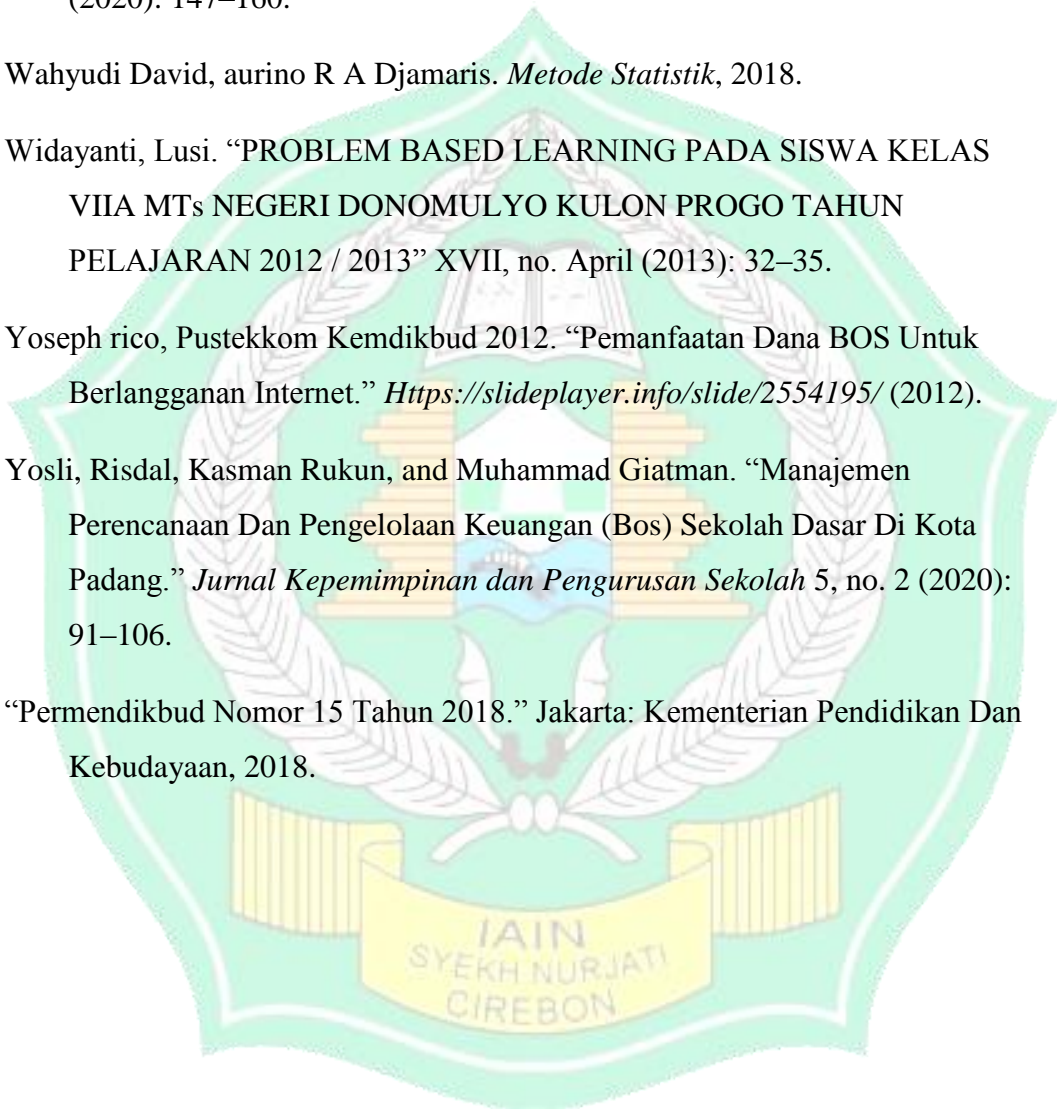 (2020): 147–160.
Wahyudi David, aurino R A Djamaris. Metode Statistik, 2018.
Widayanti, Lusi. “PROBLEM BASED LEARNING PADA SISWA KELAS
VIIA MTs NEGERI DONOMULYO KULON PROGO TAHUN
PELAJARAN 2012 / 2013” XVII, no. April (2013): 32–35.
Yoseph rico, Pustekkom Kemdikbud 2012. “Pemanfaatan Dana BOS Untuk
Berlangganan Internet.” Https://slideplayer.info/slide/2554195/ (2012).
Yosli, Risdal, Kasman Rukun, and Muhammad Giatman. “Manajemen
Perencanaan Dan Pengelolaan Keuangan (Bos) Sekolah Dasar Di Kota
Padang.” Jurnal Kepemimpinan dan Pengurusan Sekolah 5, no. 2 (2020):
91–106.
“Permendikbud Nomor 15 Tahun 2018.” Jakarta: Kementerian Pendidikan Dan
Kebudayaan, 2018.
IAIN
SYEKH NURJATI
CIREBON